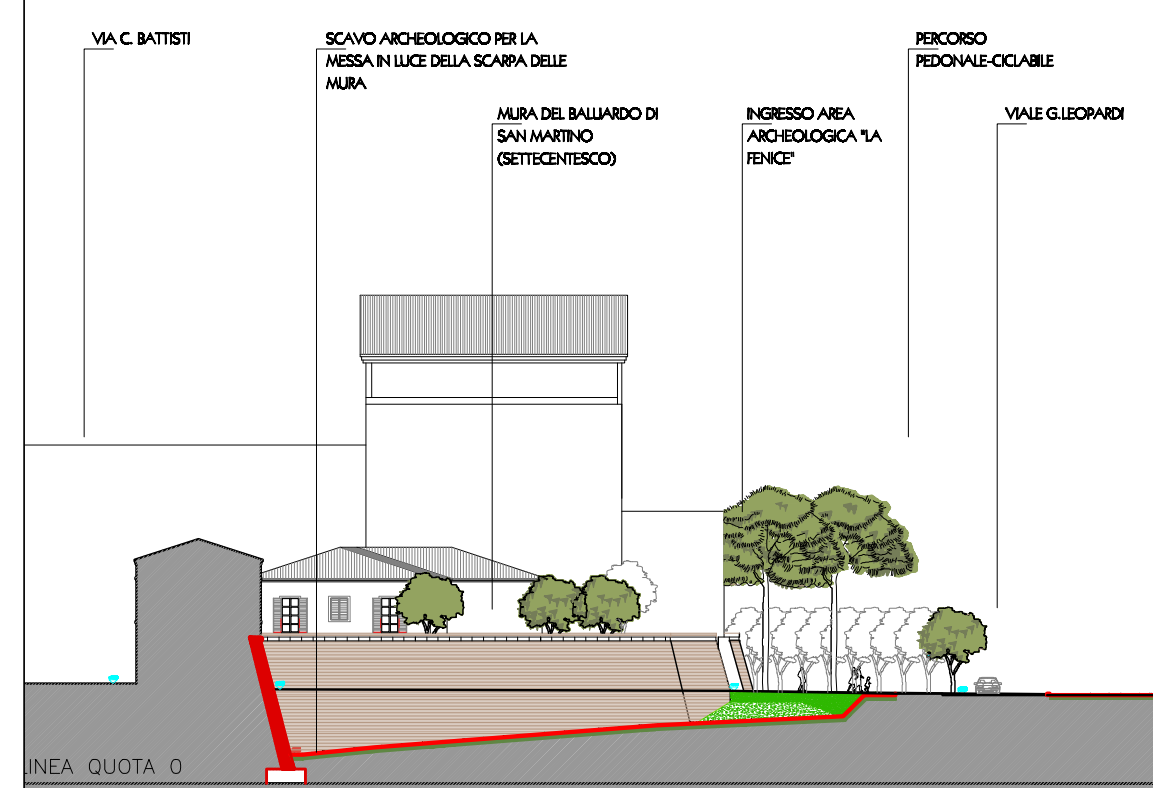 VIA C. BATTISTI
SCAVO ARCHEOLOGICO PER LA
MESSA IN LUCE DELLA SCARPA DELLE
MURA
MURA DEL BALUARDO DI
SAN MARTINO
(SETTECENTESCO)
INGRESSO AREA
ARCHEOLOGICA "LA
FENICE"
PERCORSO
PEDONALE-CICLABILE
VIALE G.LEOPARDI
LINEA QUOTA 0